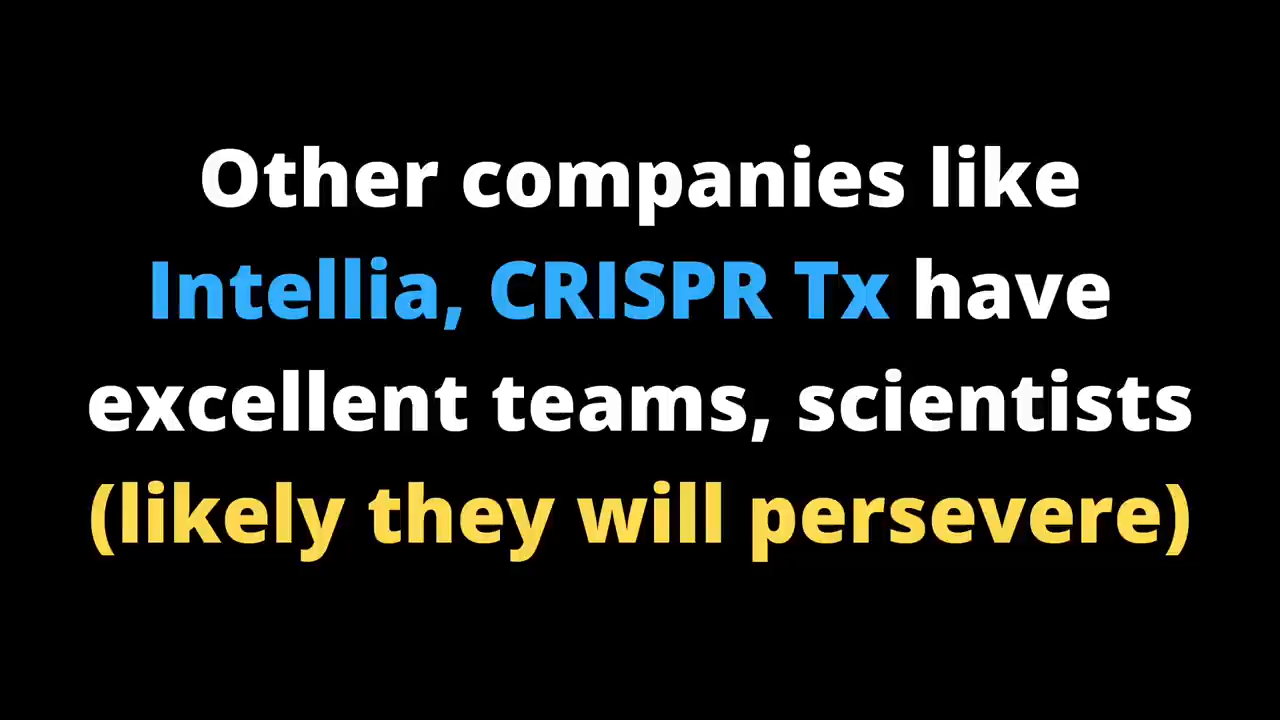 Other companies like
Intellia, CRISPR Tx have
excellent teams, scientists
(likely they will persevere)